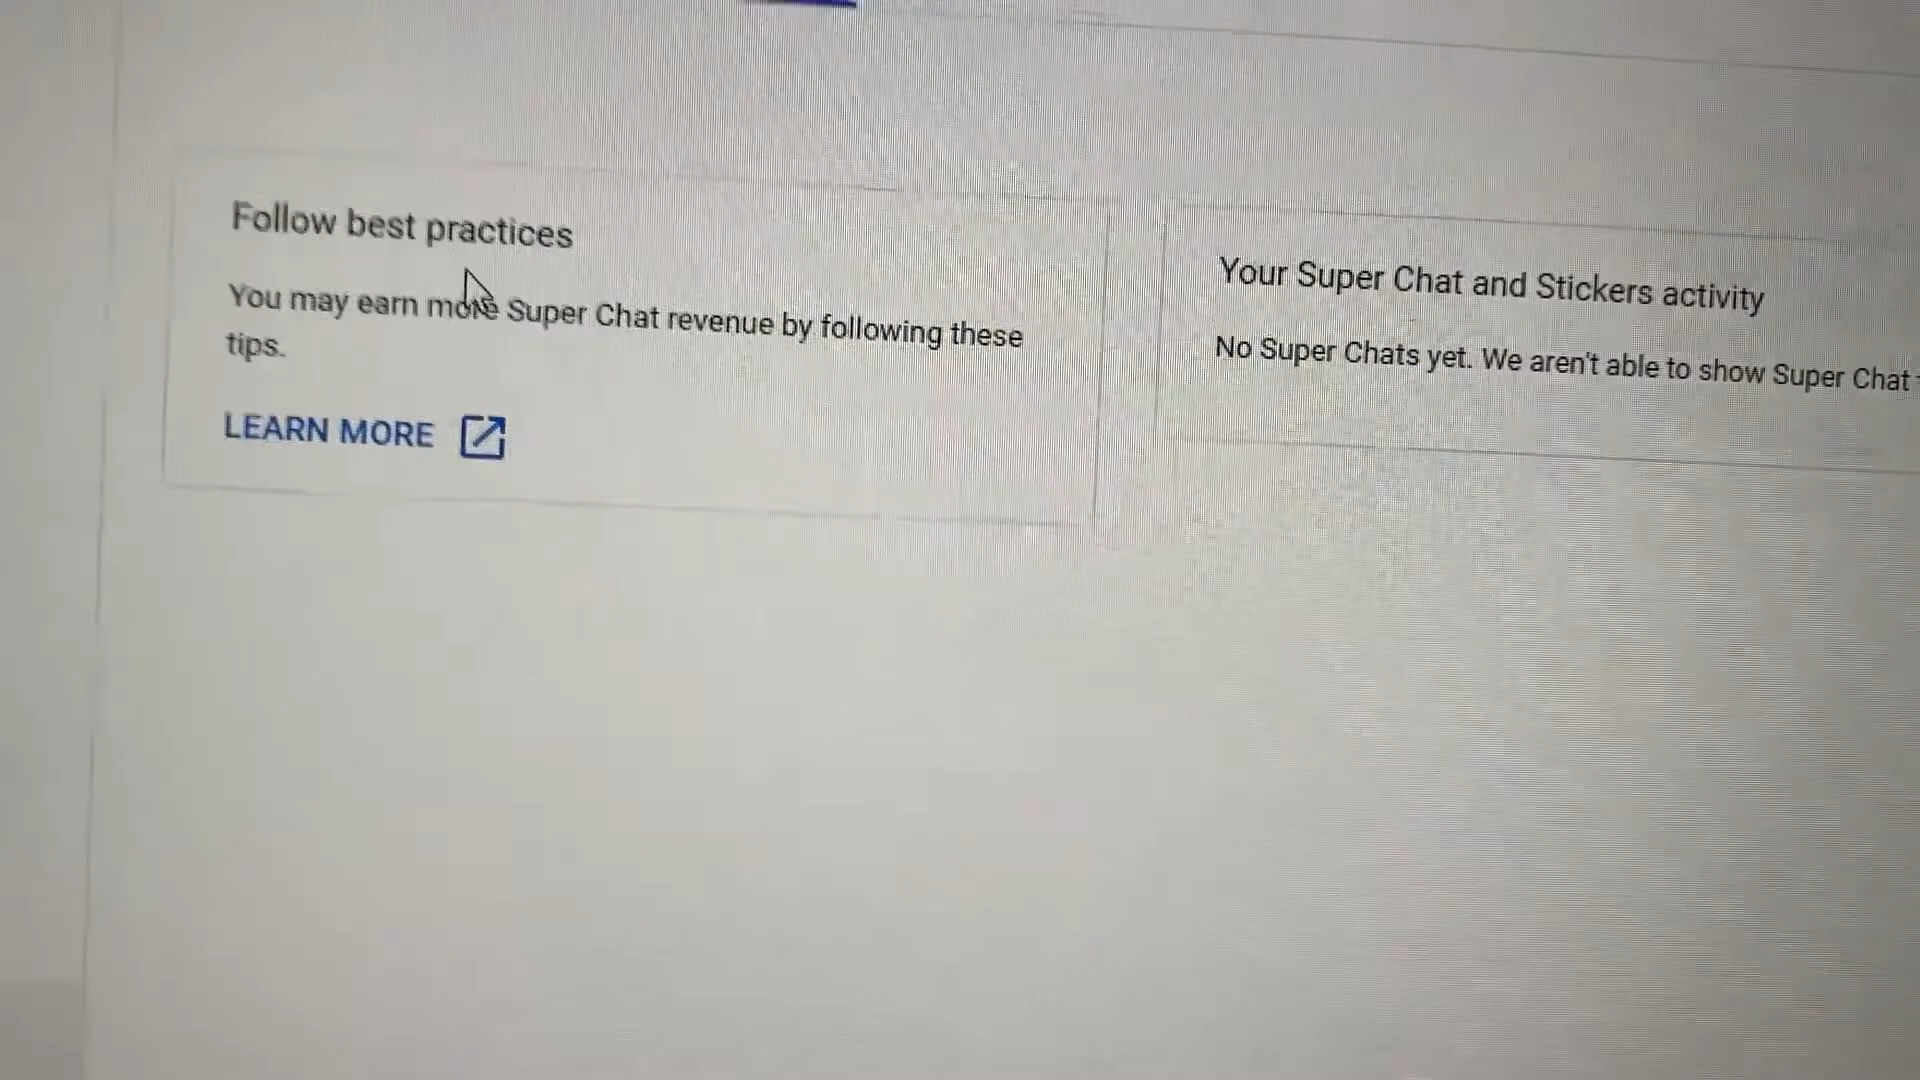 Follow best practices
You may earn more Super Chat revenue by following these
tips.
LEARN MORE
Your Super Chat and Stickers activity
No Super Chats yet. We aren't able to show Super Chat